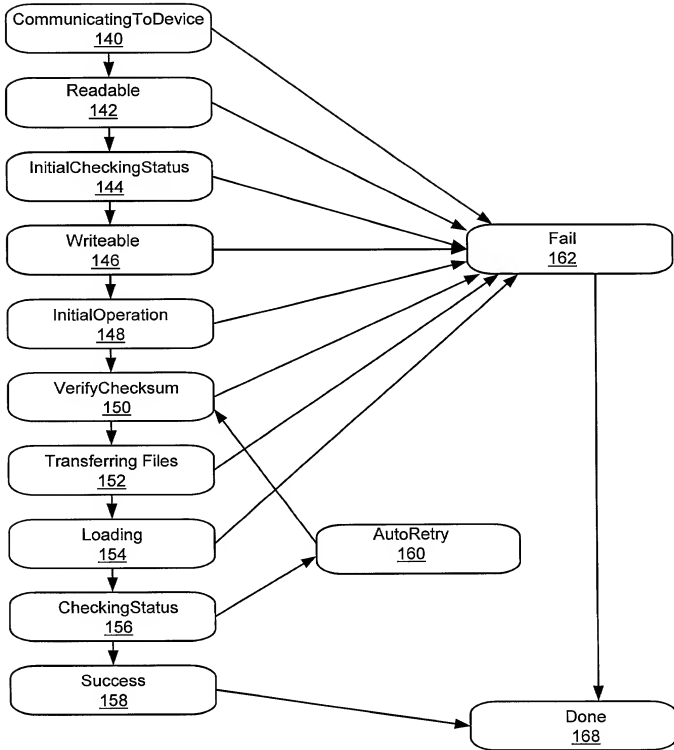 CommunicatingToDevice
140
Readable
142
InitialCheckingStatus
144
Writeable
146
Fail
162
InitialOperation
148
VerifyChecksum
150
Transferring Files
152
Loading
154
AutoRetry
160
CheckingStatus
156
Success
158
Done
168